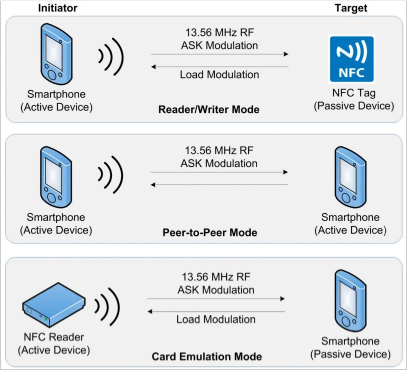 Initiator
Target
13.56 MHz RF
ASK Modulation
Load Modulation
NFC
Smartphone
(Active Device)
NFC Tag
(Passive Device)
Reader/Writer Mode
13.56 MHz RF
ASK Modulation
Smartphone
(Active Device)
Smartphone
(Active Device)
Peer-to-Peer Mode
13.56 MHz RF
ASK Modulation
Load Modulation
NFC Reader
(Active Device)
Smartphone
(Passive Device)
Card Emulation Mode